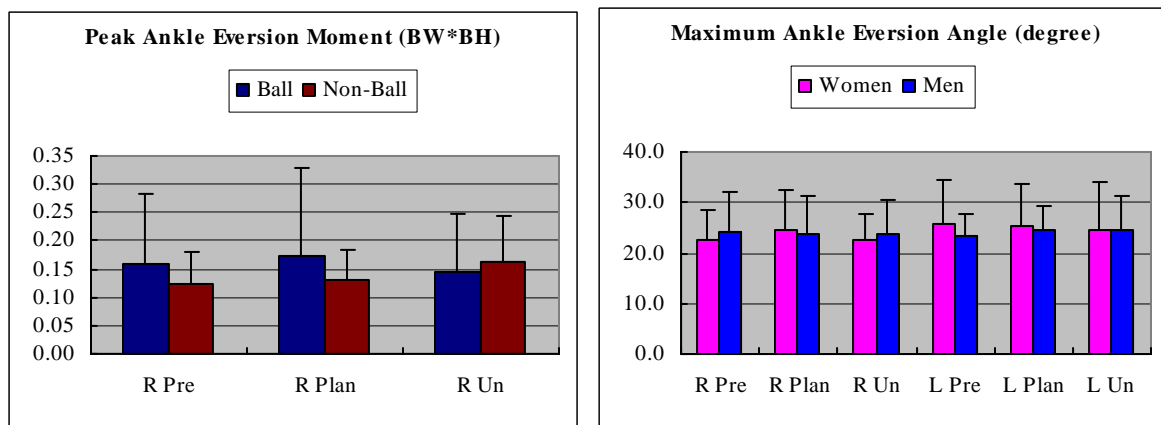 Peak Ankle Eversion Moment (BW*BH)
Ball Non-Ball
0.35
0.30
0.25
0.20
0.15
0.10
0.05
0.00
R Pre R Plan R Un
Maximum Ankle Eversion Angle (degree)
Women Men
40.0
30.0
20.0
10.0
0.0
R Pre R Plan R Un L Pre L Plan L Un